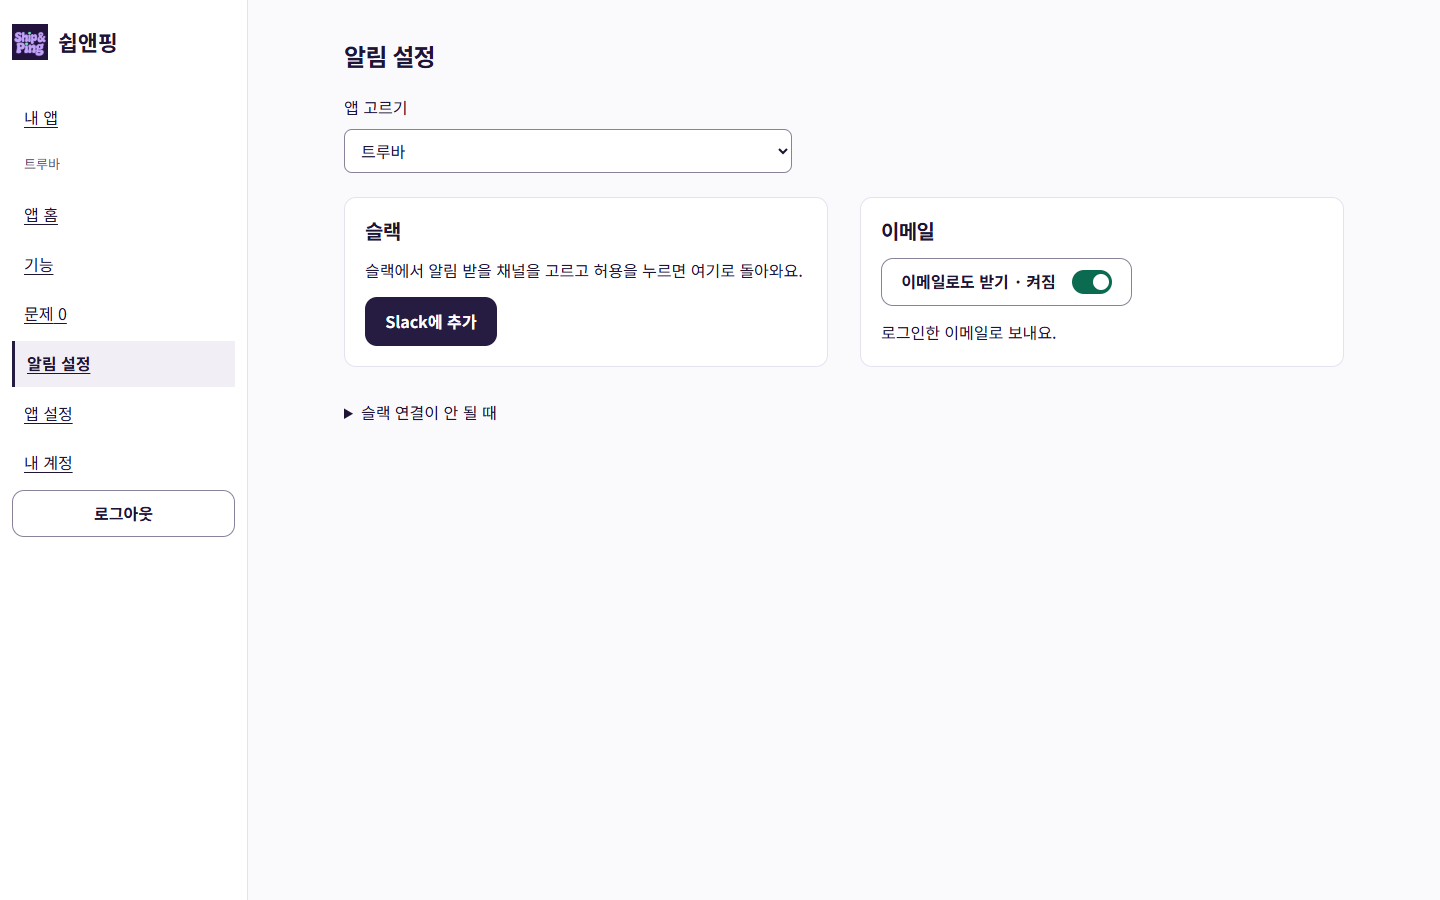 Ship&
Ping
쉽앤핑
내 앱
트루바
앱 홈
기능
문제 0
알림 설정
앱 설정
내 계정
로그아웃
알림 설정
앱 고르기
트루바
슬랙
슬랙에서 알림 받을 채널을 고르고 허용을 누르면 여기로 돌아와요.
Slack에 추가
이메일
이메일로도 받기 · 켜짐
로그인한 이메일로 보내요.
슬랙 연결이 안 될 때